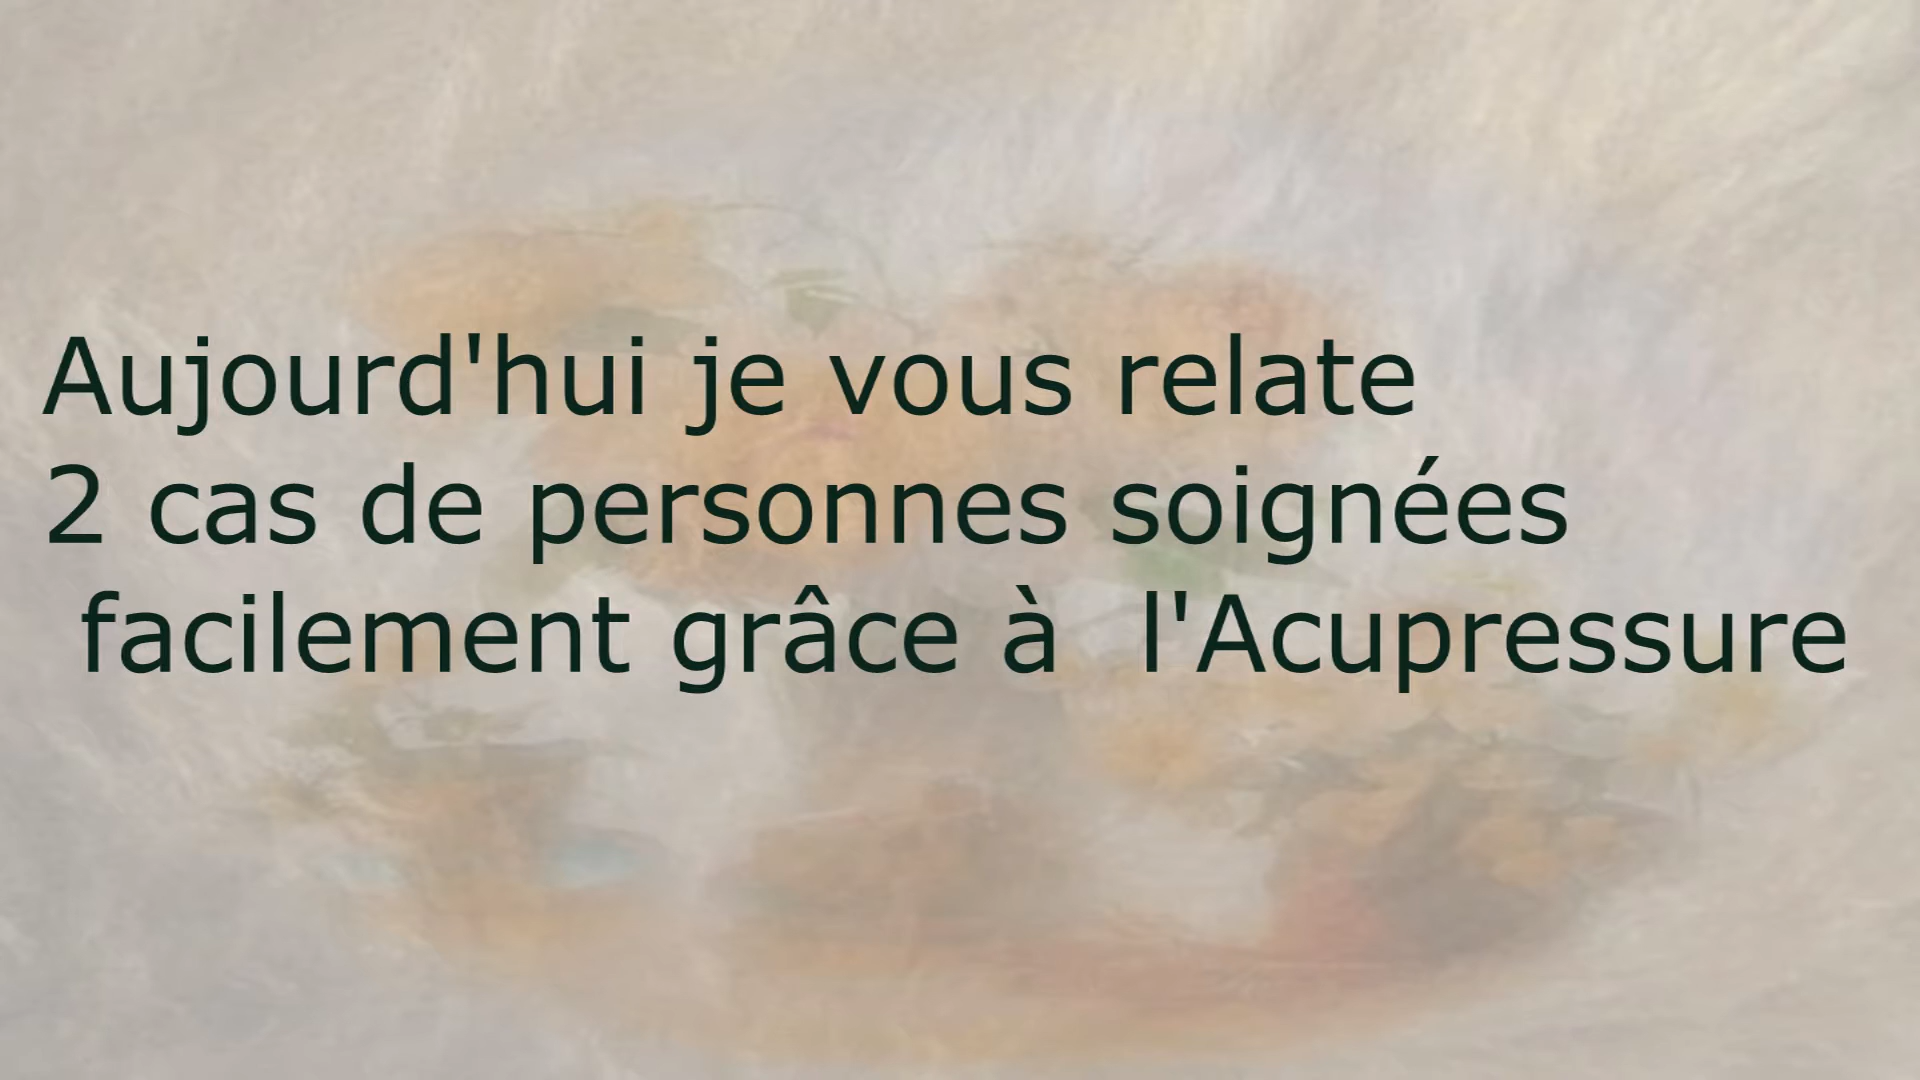 Aujourd'hui je vous relate
2 cas de personnes soignées
facilement grâce à l'Acupressure